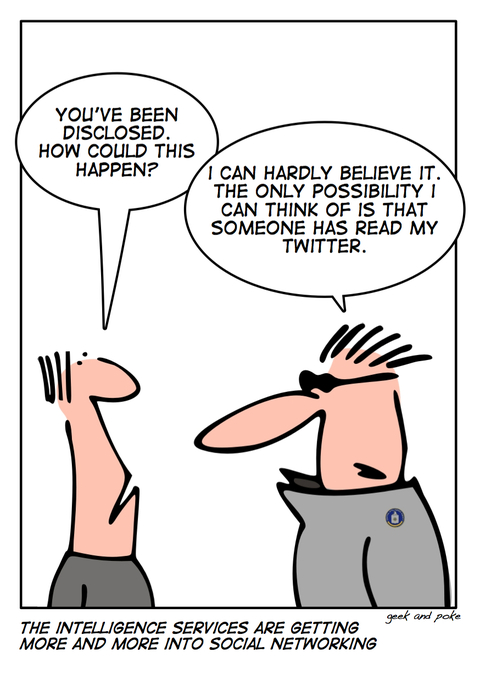 YOU'VE BEEN
DISCLOSED.
HOW COULD THIS
HAPPEN?
I CAN HARDLY BELIEVE IT.
THE ONLY POSSIBILITY I
CAN THINK OF IS THAT
SOMEONE HAS READ MY
TWITTER.
geek and poke
THE INTELLIGENCE SERVICES ARE GETTING
MORE AND MORE INTO SOCIAL NETWORKING